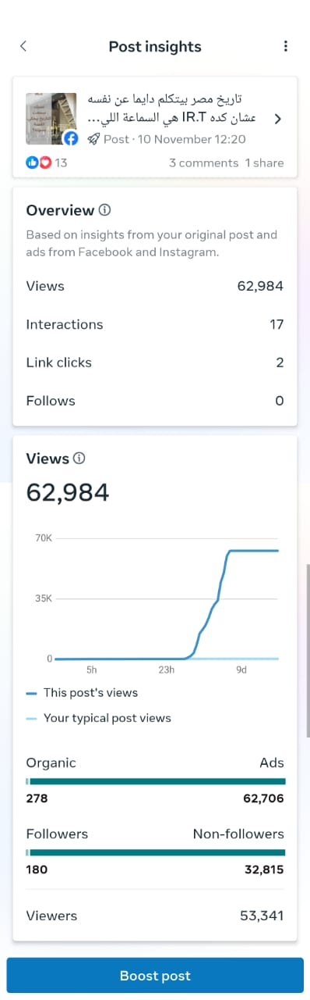 Post insights
تاريخ مصر بيتكلم دايما عن نفسه
عشان كده IR.T هي السماعة اللي...
Post · 10 November 12:20
13
3 comments 1 share
Overview
Based on insights from your original post and
ads from Facebook and Instagram.
Views 62,984
Interactions 17
Link clicks 2
Follows 0
Views
62,984
70K
35K
0
5h 23h 9d
This post's views
Your typical post views
Organic Ads
278 62,706
Followers Non-followers
180 32,815
Viewers 53,341
Boost post